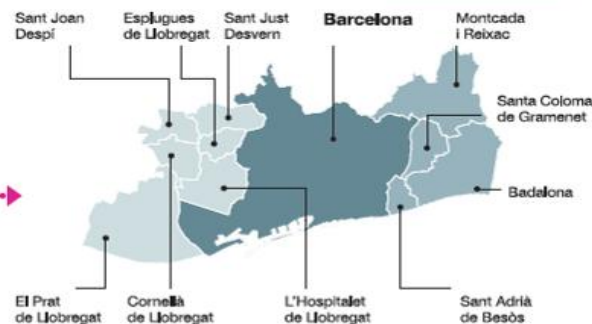 Sant Joan
Despí
Esplugues
de Llobregat
Sant Just
Desvern
Barcelona
Montcada
i Reixac
Santa Coloma
de Gramenet
Badalona
El Prat
de Llobregat
Cornellà
de Llobregat
L'Hospitalet
de Llobregat
Sant Adrià
de Besòs